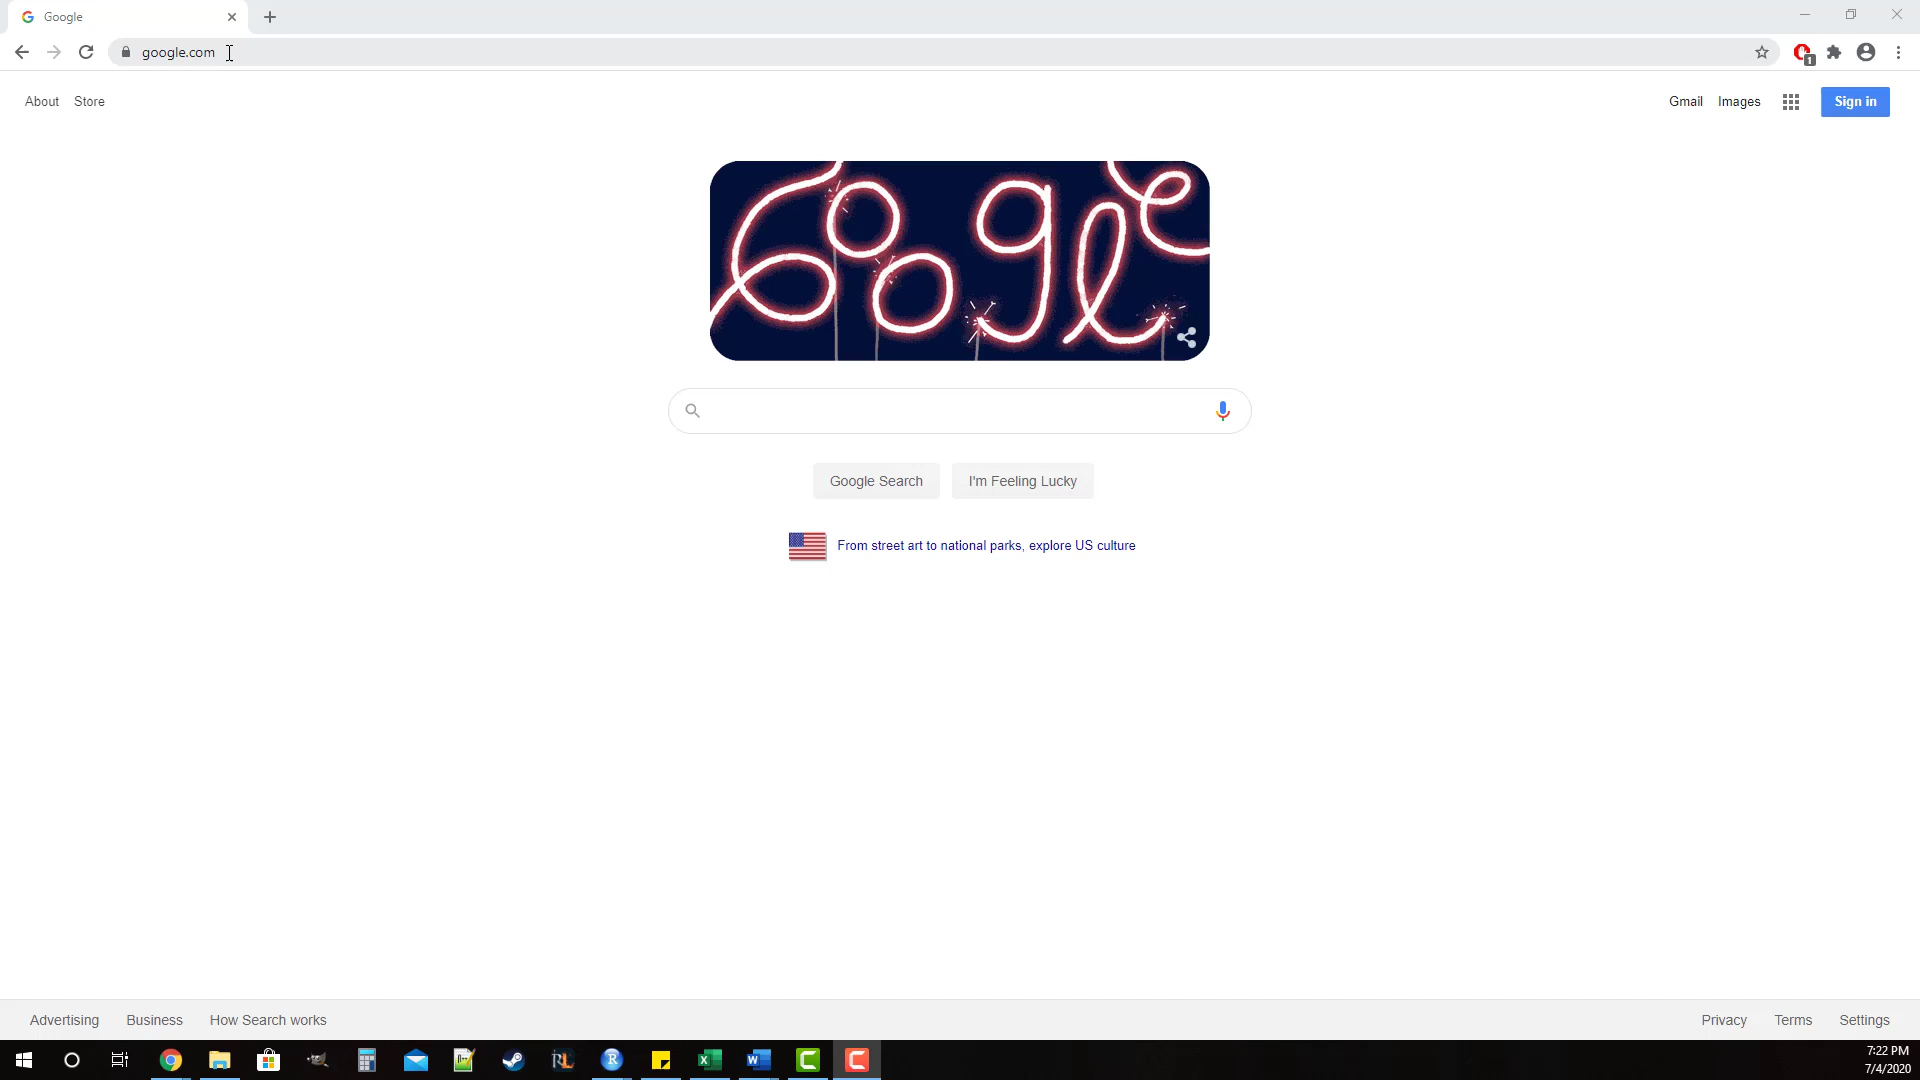 Google
google.com
1
About Store
Gmail Images Sign in
Google
Google Search I'm Feeling Lucky
From street art to national parks, explore US culture
Advertising Business How Search works
Privacy Terms Settings
7:22 PM
7/4/2020